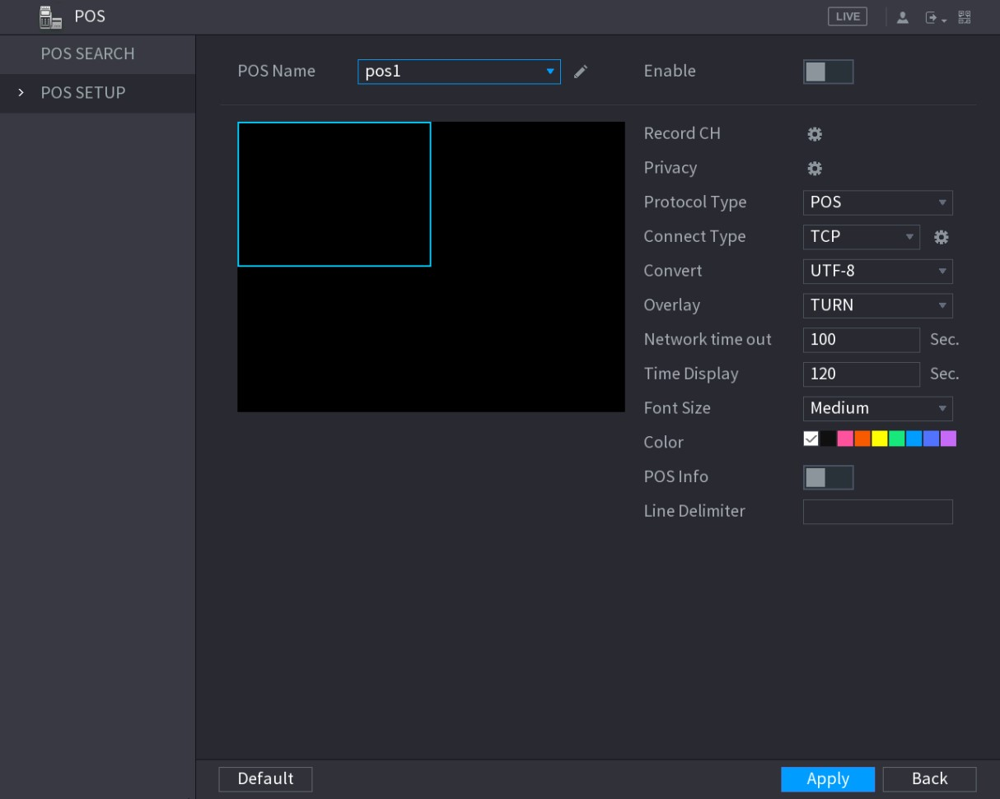 POS
LIVE
POS SEARCH
POS SETUP
POS Name pos1 Enable
Record CH
Privacy
Protocol Type POS
Connect Type TCP
Convert UTF-8
Overlay TURN
Network time out 100 Sec.
Time Display 120 Sec.
Font Size Medium
Color
POS Info
Line Delimiter
Default Apply Back